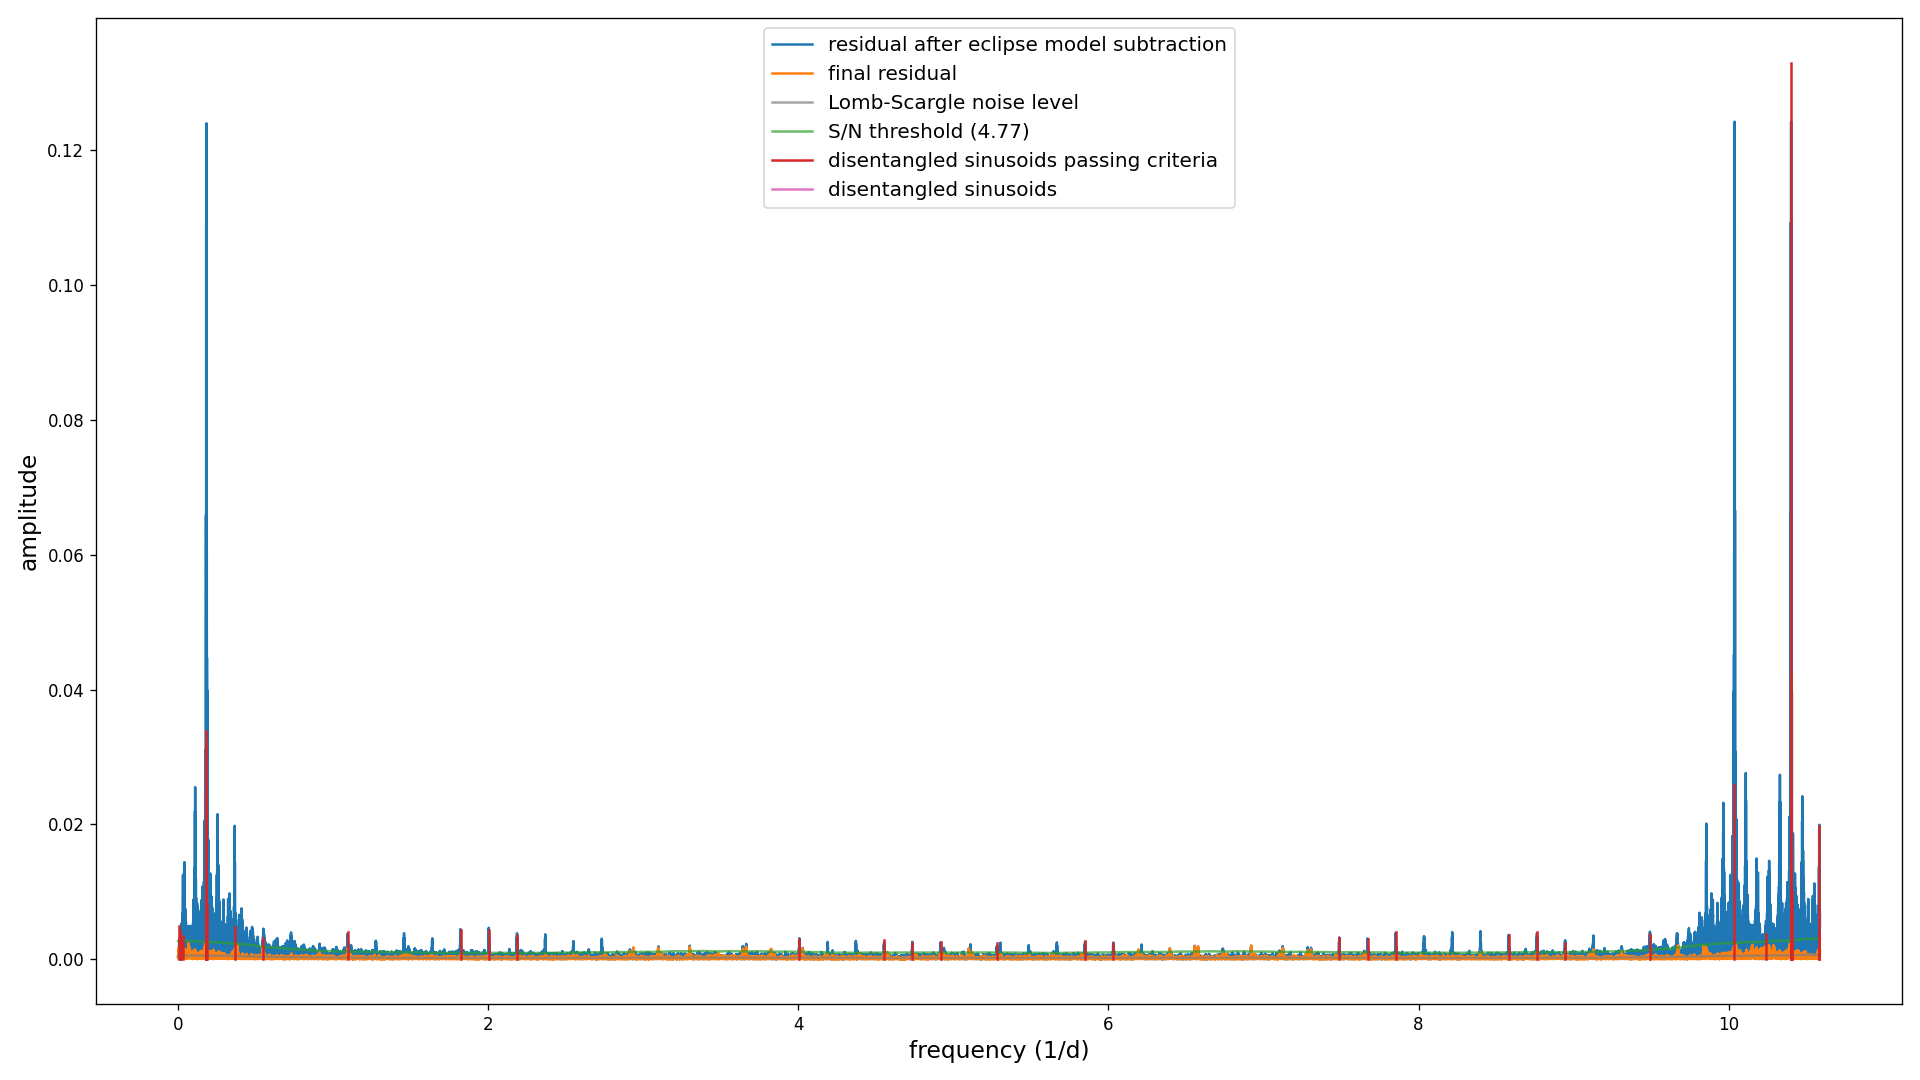 residual after eclipse model subtraction
final residual
Lomb-Scargle noise level
S/N threshold (4.77)
disentangled sinusoids passing criteria
disentangled sinusoids
0.12
0.10
0.08
0.06
0.04
0.02
0.00
amplitude
0 2 4 6 8 10
frequency (1/d)